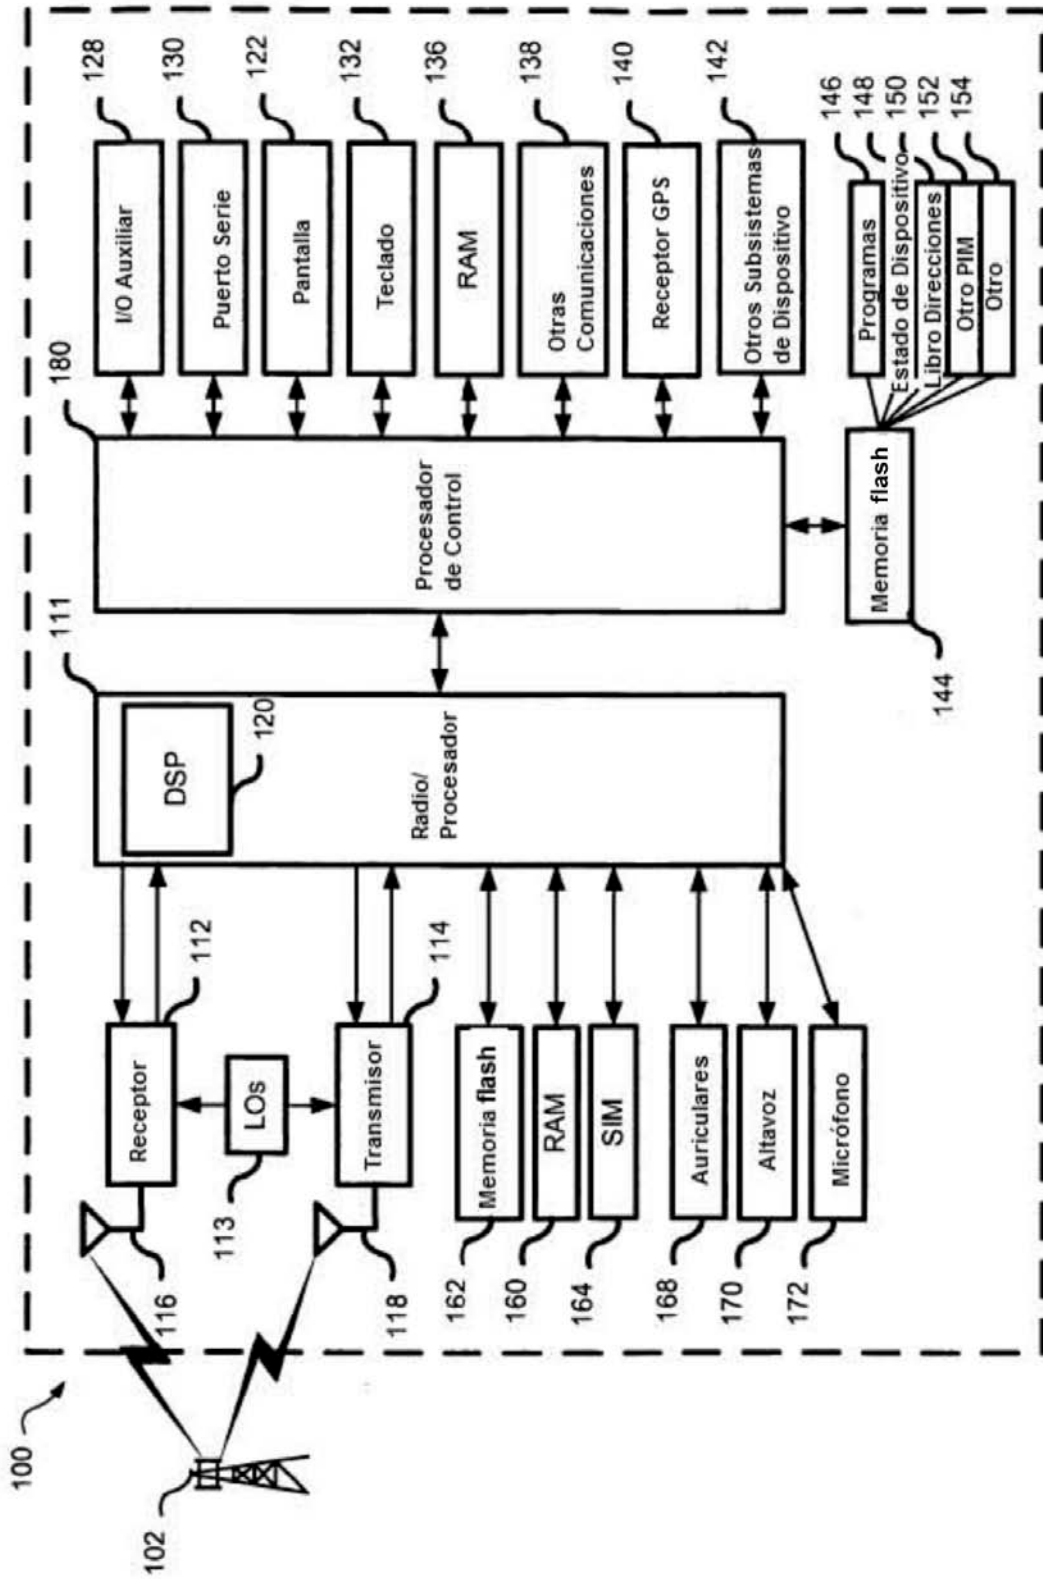 100
102
116
118
113
112
114
Receptor
LOs
Transmisor
Memoria flash
RAM
SIM
Auriculares
Altavoz
Micrófono
162
160
164
168
170
172
111
DSP
120
Radio/
Procesador
180
Procesador
de Control
128
130
122
132
136
138
140
142
I/O Auxiliar
Puerto Serie
Pantalla
Teclado
RAM
Otras
Comunicaciones
Receptor GPS
Otros Subsistemas
de Dispositivo
Memoria flash
144
146
148
150
152
154
Programas
Estado de Dispositivo
Libro Direcciones
Otro PIM
Otro